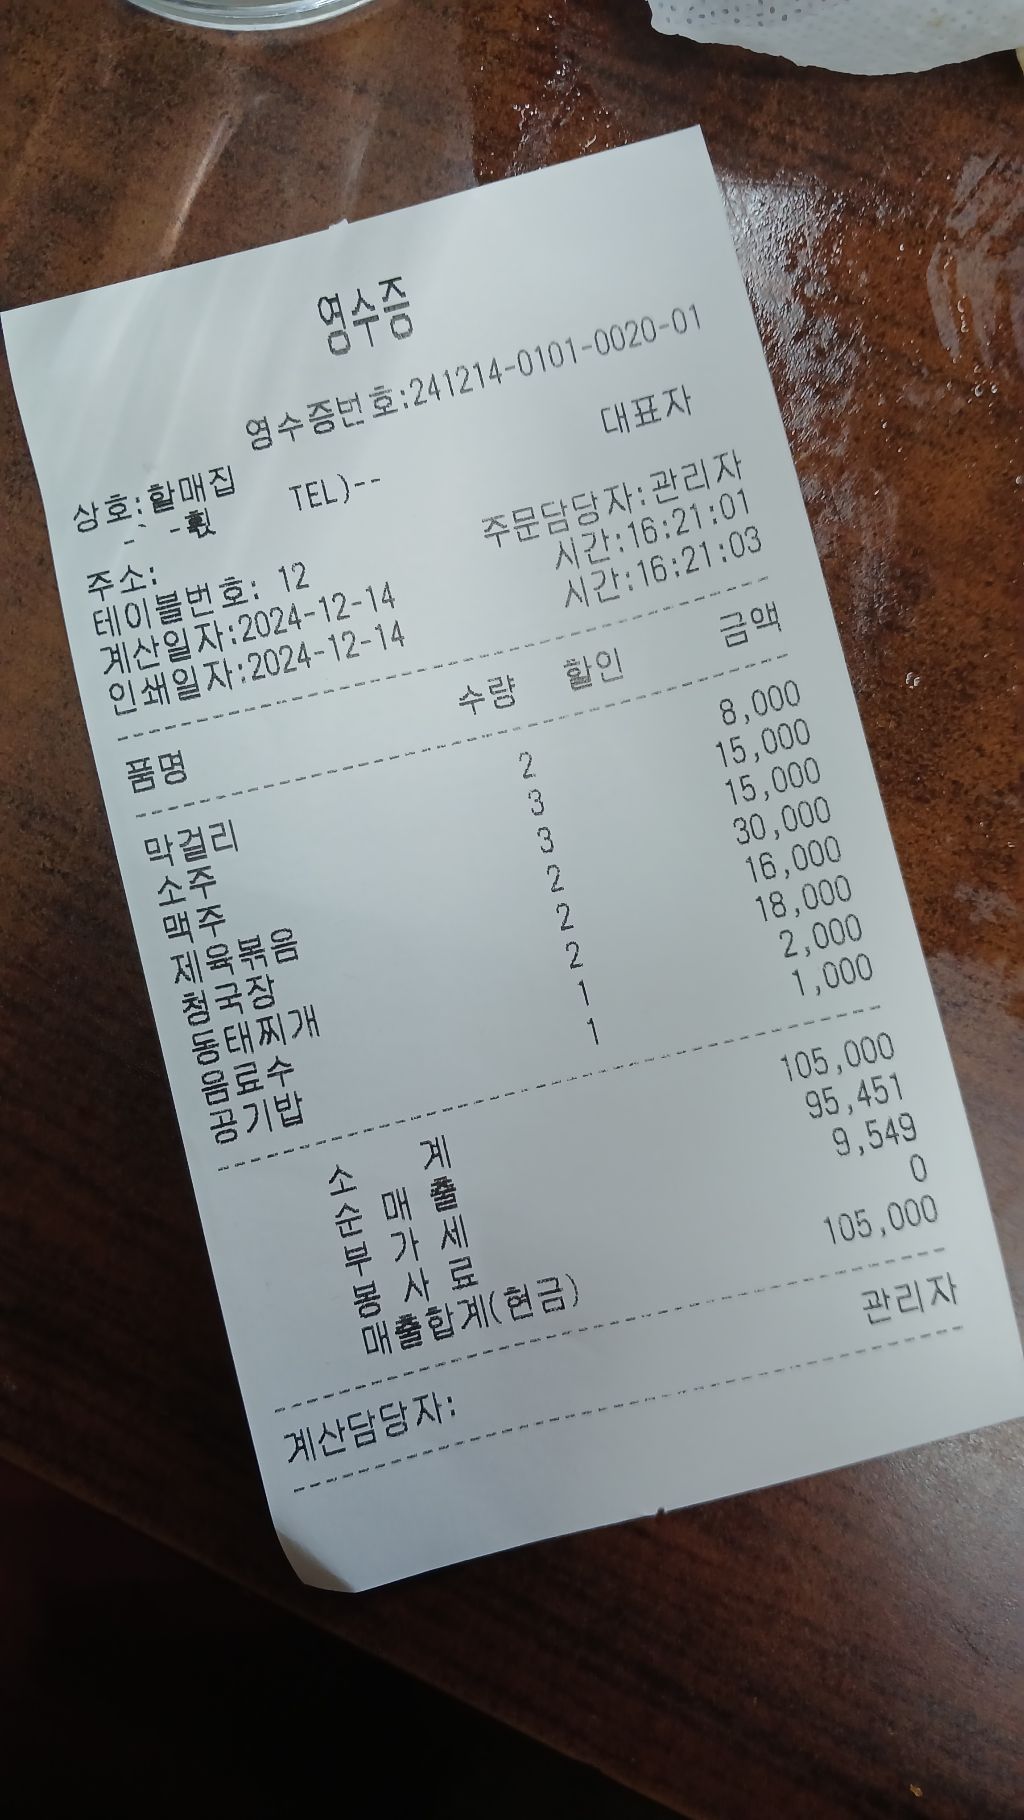 영수증
영수증번호:241214-0101-0020-01
대표자
상호:할매집 TEL)--
- -
주소: 주문담당자:관리자
테이블번호: 12 시간:16:21:01
계산일자:2024-12-14 시간:16:21:03
인쇄일자:2024-12-14
품명 수량 할인 금액
막걸리 2 8,000
소주 3 15,000
맥주 3 15,000
제육볶음 2 30,000
청국장 2 16,000
동태찌개 2 18,000
음료수 1 2,000
공기밥 1 1,000
소 계 105,000
순 매 출 95,451
부 가 세 9,549
봉 사 료 0
매출합계(현금) 105,000
계산담당자: 관리자